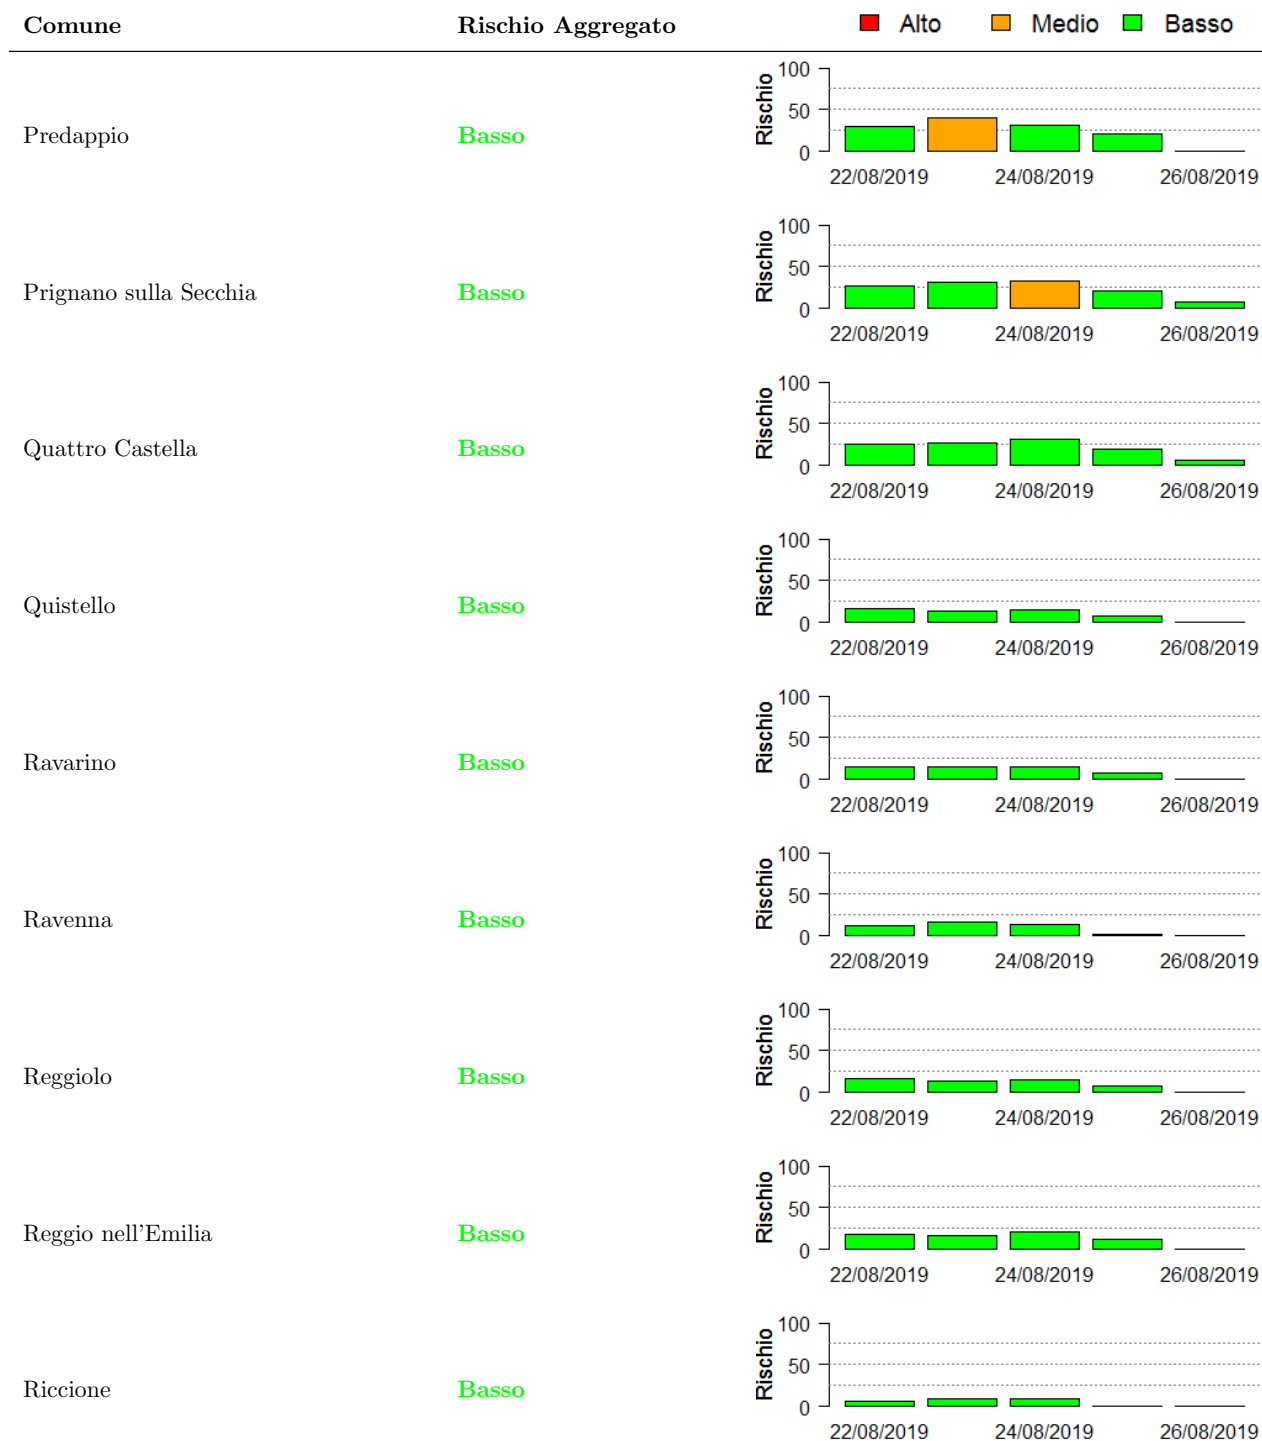 Comune Rischio Aggregato Alto Medio Basso
100
50
0
Rischio
Predappio Basso
22/08/2019 24/08/2019 26/08/2019
100
50
0
Rischio
Prignano sulla Secchia Basso
22/08/2019 24/08/2019 26/08/2019
100
50
0
Rischio
Quattro Castella Basso
22/08/2019 24/08/2019 26/08/2019
100
50
0
Rischio
Quistello Basso
22/08/2019 24/08/2019 26/08/2019
100
50
0
Rischio
Ravarino Basso
22/08/2019 24/08/2019 26/08/2019
100
50
0
Rischio
Ravenna Basso
22/08/2019 24/08/2019 26/08/2019
100
50
0
Rischio
Reggiolo Basso
22/08/2019 24/08/2019 26/08/2019
100
50
0
Rischio
Reggio nell'Emilia Basso
22/08/2019 24/08/2019 26/08/2019
100
50
0
Rischio
Riccione Basso
22/08/2019 24/08/2019 26/08/2019